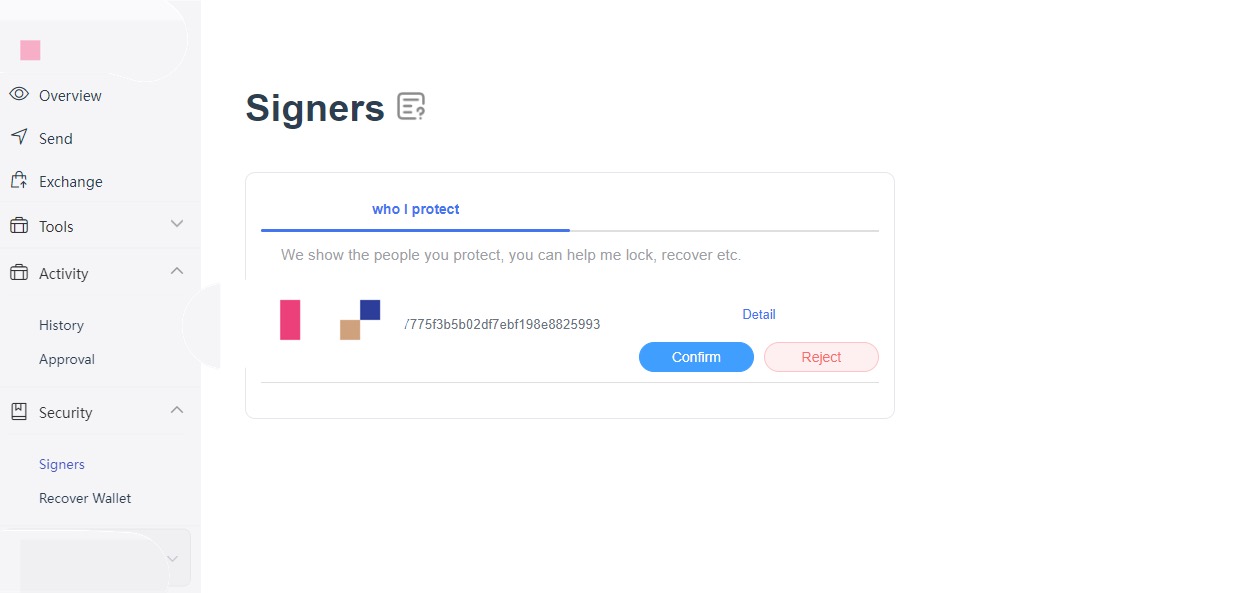 Overview
Send
Exchange
Tools
Activity
History
Approval
Security
Signers
Recover Wallet
Signers
who I protect
We show the people you protect, you can help me lock, recover etc.
/775f3b5b02df7ebf198e8825993
Detail
Confirm
Reject